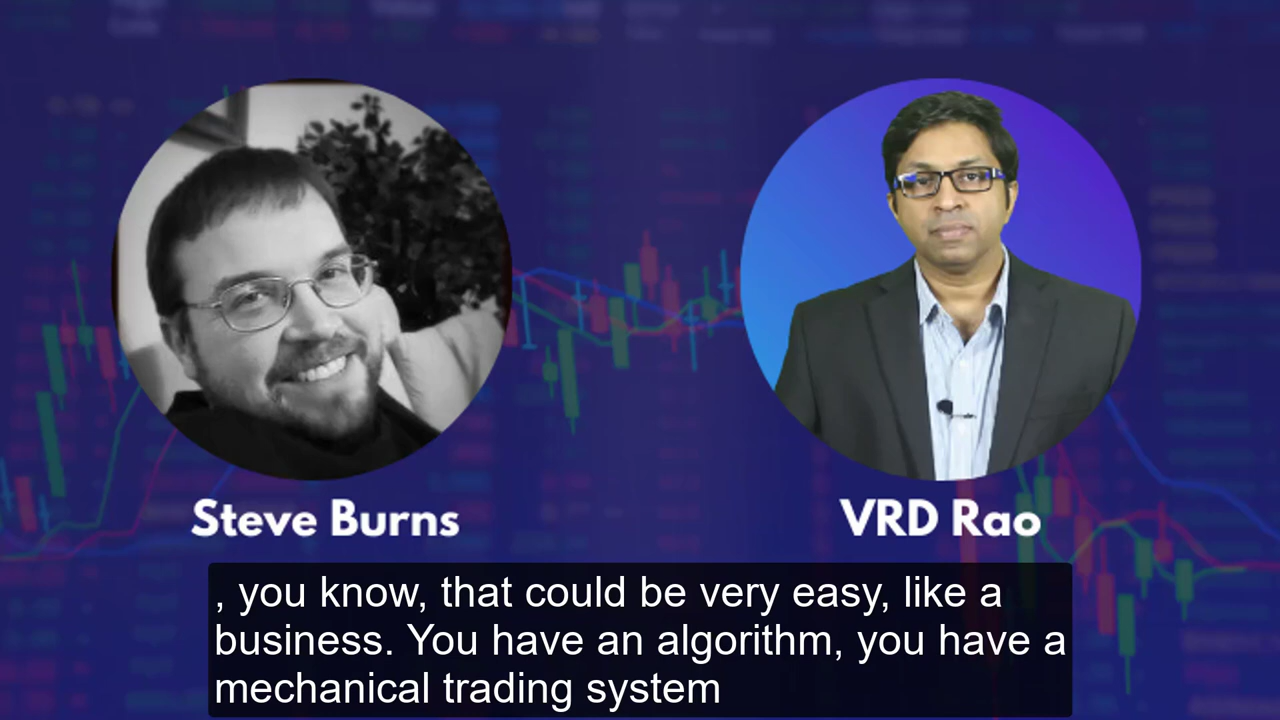 Steve Burns
VRD Rao
, you know, that could be very easy, like a
business. You have an algorithm, you have a
mechanical trading system